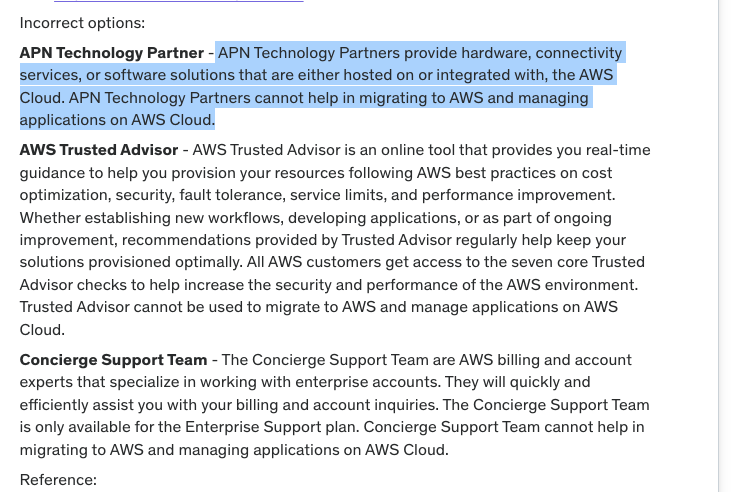 Incorrect options:
APN Technology Partner - APN Technology Partners provide hardware, connectivity
services, or software solutions that are either hosted on or integrated with, the AWS
Cloud. APN Technology Partners cannot help in migrating to AWS and managing
applications on AWS Cloud.
AWS Trusted Advisor - AWS Trusted Advisor is an online tool that provides you real-time
guidance to help you provision your resources following AWS best practices on cost
optimization, security, fault tolerance, service limits, and performance improvement.
Whether establishing new workflows, developing applications, or as part of ongoing
improvement, recommendations provided by Trusted Advisor regularly help keep your
solutions provisioned optimally. All AWS customers get access to the seven core Trusted
Advisor checks to help increase the security and performance of the AWS environment.
Trusted Advisor cannot be used to migrate to AWS and manage applications on AWS
Cloud.
Concierge Support Team - The Concierge Support Team are AWS billing and account
experts that specialize in working with enterprise accounts. They will quickly and
efficiently assist you with your billing and account inquiries. The Concierge Support Team
is only available for the Enterprise Support plan. Concierge Support Team cannot help in
migrating to AWS and managing applications on AWS Cloud.
Reference: